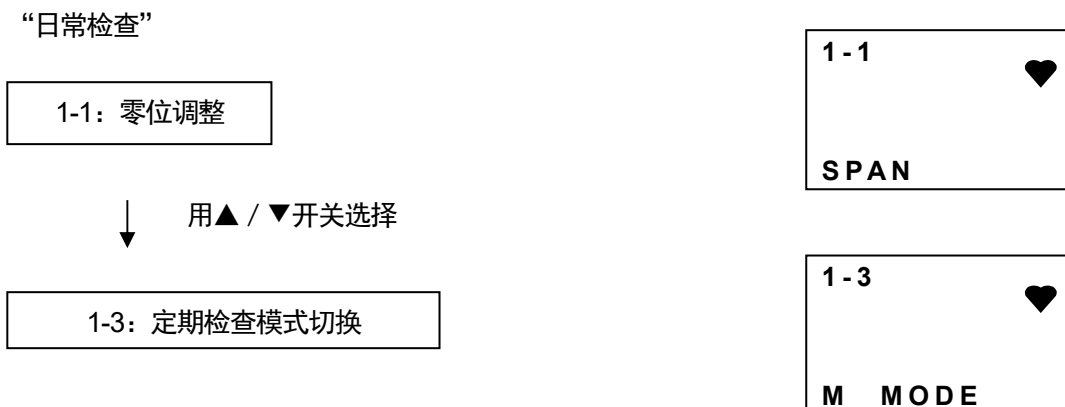 “日常检查”
1-1：零位调整
用▲ / ▼开关选择
1-3：定期检查模式切换
1-1
SPAN
1-3
M MODE